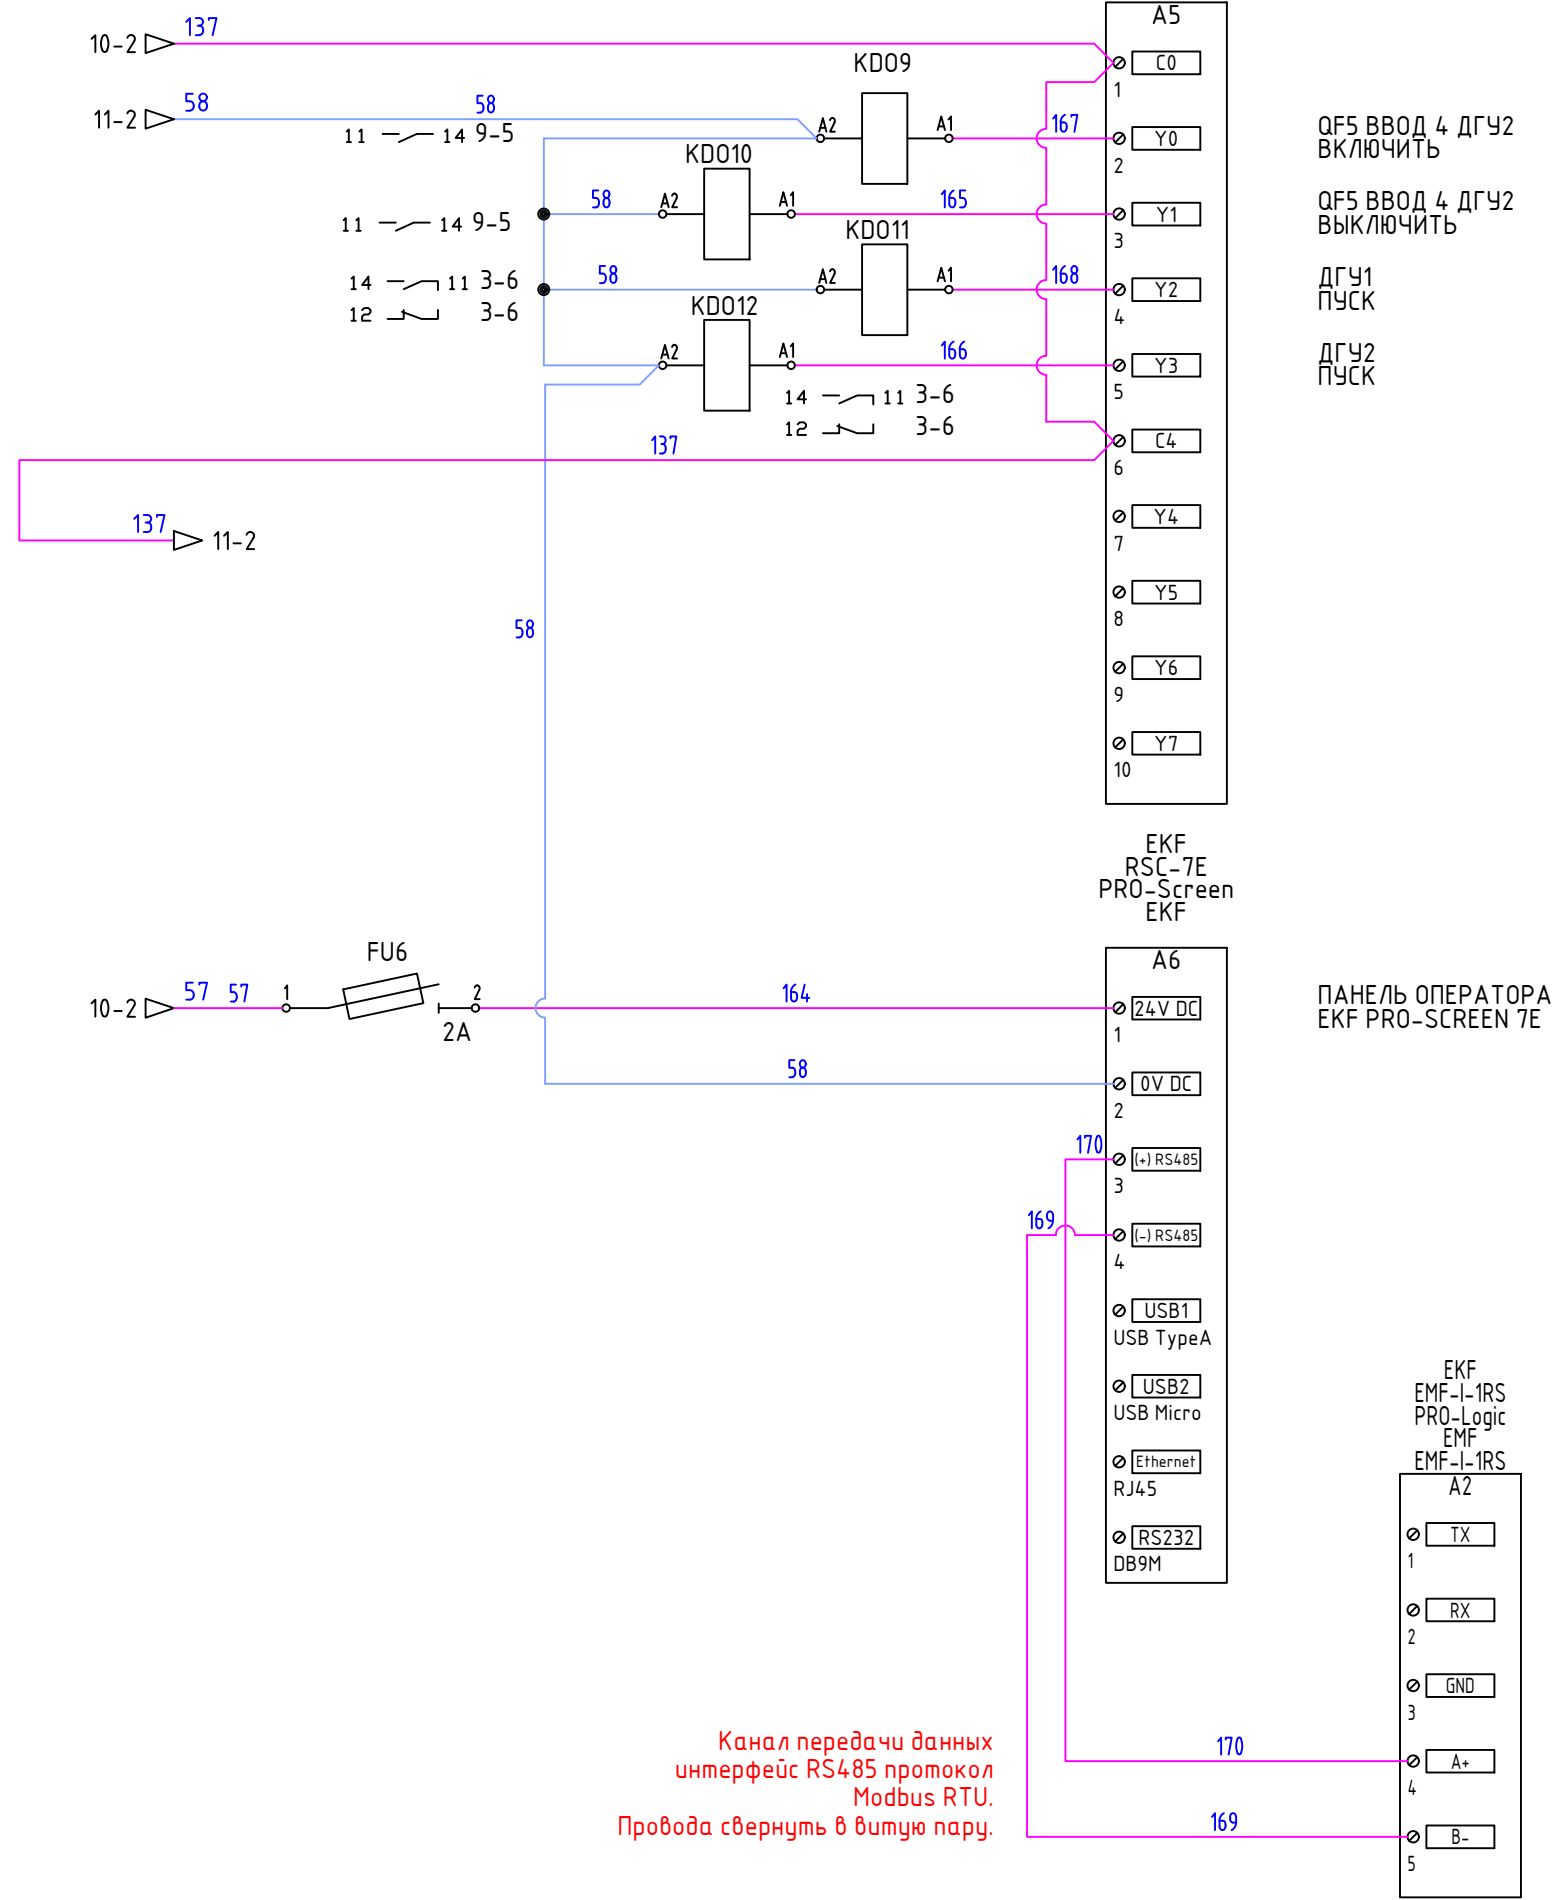 A5
137
10-2
C0
1
KDO9
58
58
11-2
11 14 9-5
A2
A1
167
Y0
2
QF5 ВВОД 4 ДГУ2
ВКЛЮЧИТЬ
KDO10
58
A2
A1
165
Y1
3
QF5 ВВОД 4 ДГУ2
ВЫКЛЮЧИТЬ
11 14 9-5
KDO11
14 11 3-6
12 3-6
58
A2
A1
168
Y2
4
ДГУ1
ПУСК
KDO12
A2
A1
166
Y3
5
ДГУ2
ПУСК
14 11 3-6
12 3-6
137
C4
6
137
11-2
Y4
7
Y5
8
58
Y6
9
Y7
10
EKF
RSC-7E
PRO-Screen
EKF
A6
FU6
10-2
57
57
1
2
2A
164
24V DC
1
ПАНЕЛЬ ОПЕРАТОРА
EKF PRO-SCREEN 7E
58
0V DC
2
170
(+) RS485
3
169
(-) RS485
4
USB1
USB TypeA
USB2
USB Micro
Ethernet
RJ45
RS232
DB9M
EKF
EMF-I-1RS
PRO-Logic
EMF
EMF-I-1RS
A2
TX
1
RX
2
GND
3
170
A+
4
169
B-
5
Канал передачи данных
интерфейс RS485 протокол
Modbus RTU.
Провода свернуть в витую пару.